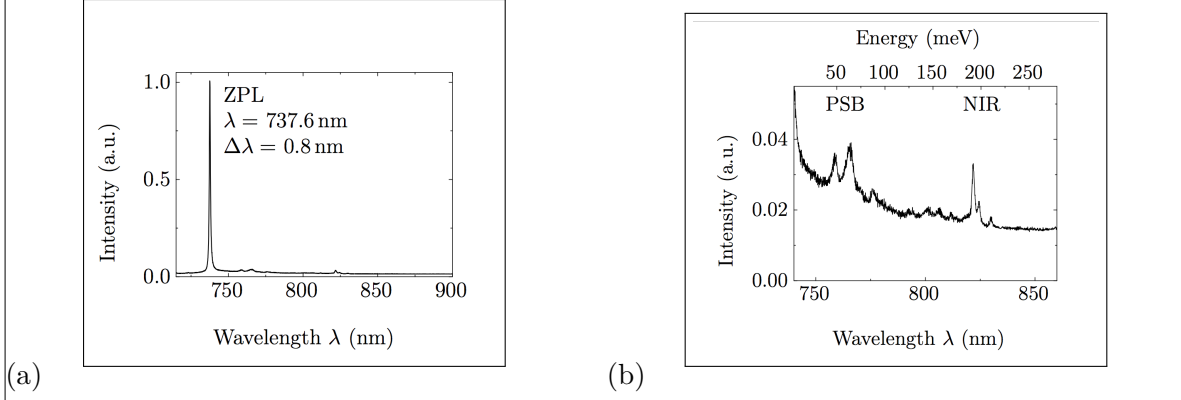 1.0
0.5
0.0
Intensity (a.u.)
ZPL
λ = 737.6 nm
Δλ = 0.8 nm
750 800 850 900
Wavelength λ (nm)
(a)
Energy (meV)
50 100 150 200 250
PSB NIR
0.04
0.02
0.00
Intensity (a.u.)
750 800 850
Wavelength λ (nm)
(b)